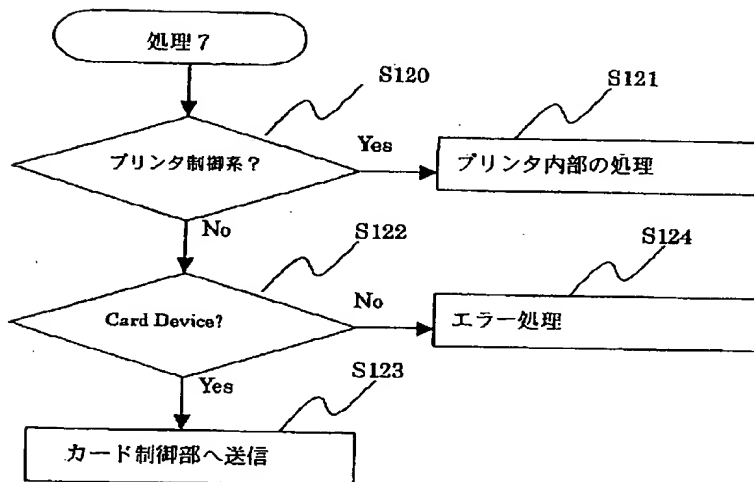 処理7
S120
S121
プリンタ制御系?
Yes
プリンタ内部の処理
No
S122
S124
Card Device?
No
エラー処理
Yes
S123
カード制御部へ送信